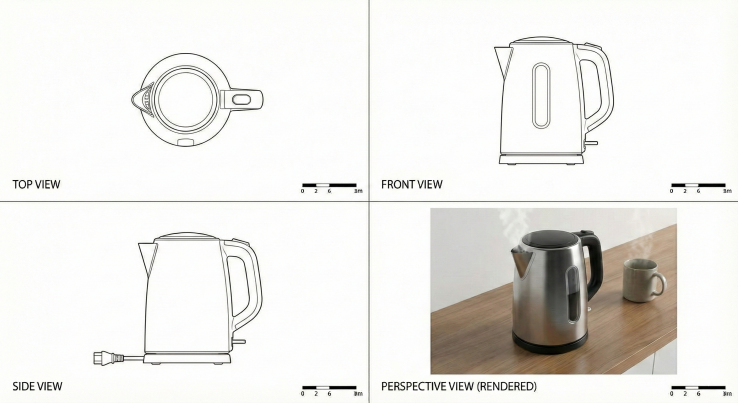 TOP VIEW
0 2 6 8m
FRONT VIEW
0 2 6 8m
SIDE VIEW
0 2 6 8m
PERSPECTIVE VIEW (RENDERED)
0 2 6 8m